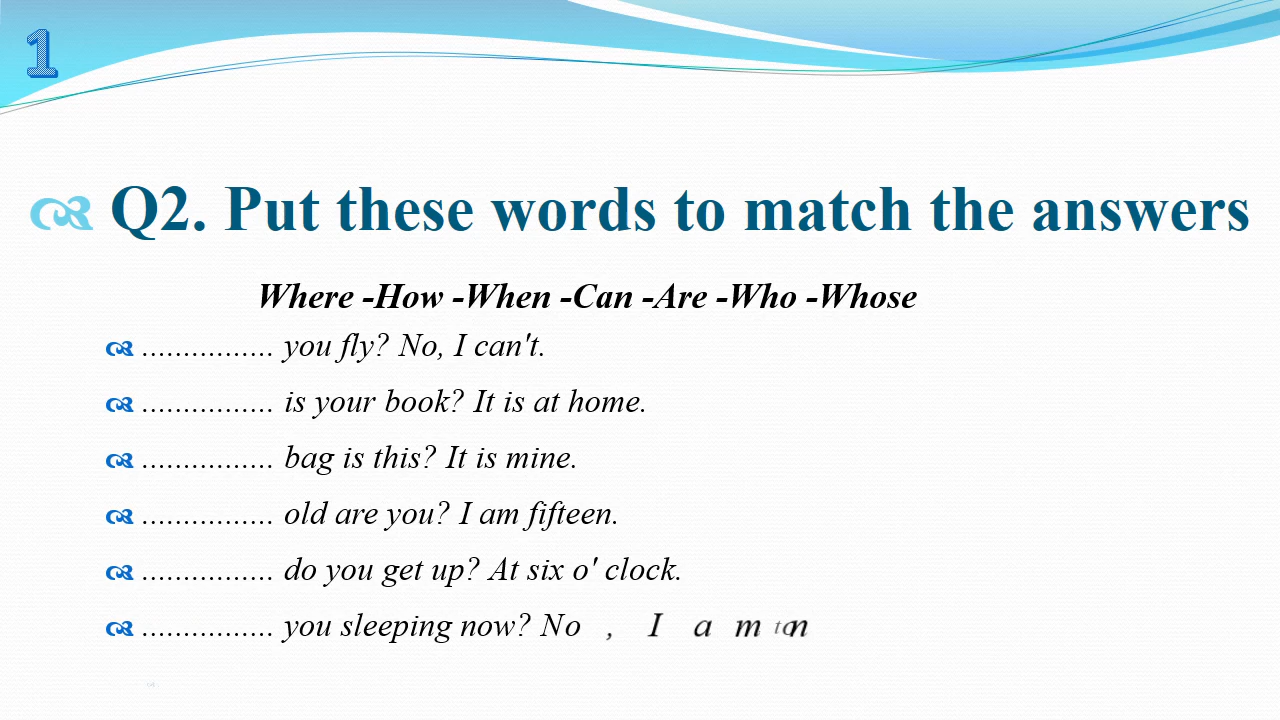 1
Q2. Put these words to match the answers
Where -How -When -Can -Are -Who -Whose
................ you fly? No, I can't.
................ is your book? It is at home.
................ bag is this? It is mine.
................ old are you? I am fifteen.
................ do you get up? At six o' clock.
................ you sleeping now? No , I am